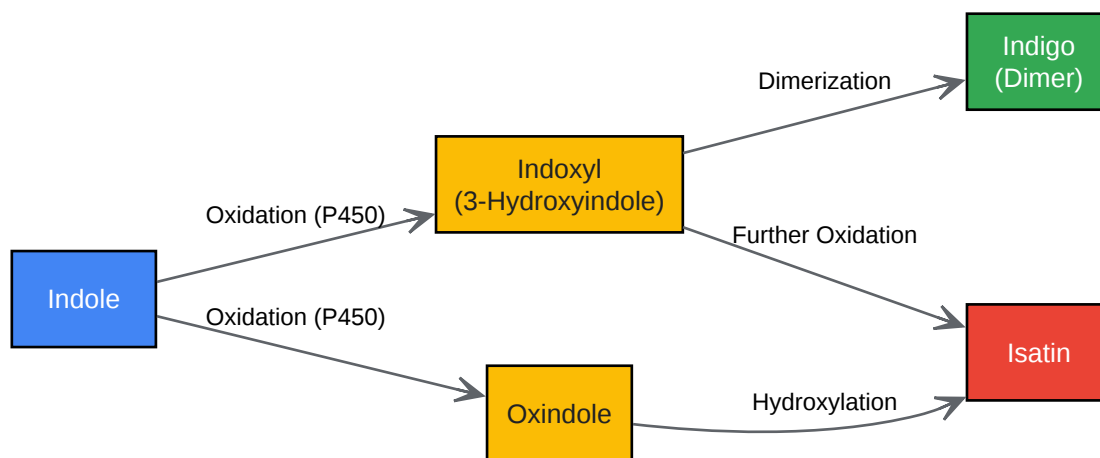 Indigo
(Dimer)
Dimerization
Indoxyl
(3-Hydroxyindole)
Oxidation (P450)
Further Oxidation
Indole
Oxidation (P450)
Isatin
Hydroxylation
Oxindole